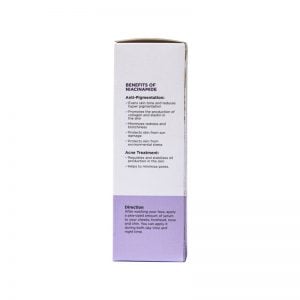 BENEFITS OF
NIACINAMIDE
Anti-Pigmentation:
• Evens skin tone and reduces
hyper pigmentation
• Promotes the production of
collagen and elastin in
the skin
• Minimizes redness and
blotchiness
• Protects skin from sun
damage
• Protects skin from
environmental stress
Acne Treatment:
• Regulates and stabilizes oil
production in the skin
• Helps to minimize pores.
Direction
After washing your face, apply
a pea-sized amount of serum
to your cheeks, forehead, nose
and chin. You can apply it
during both day time and
night time.